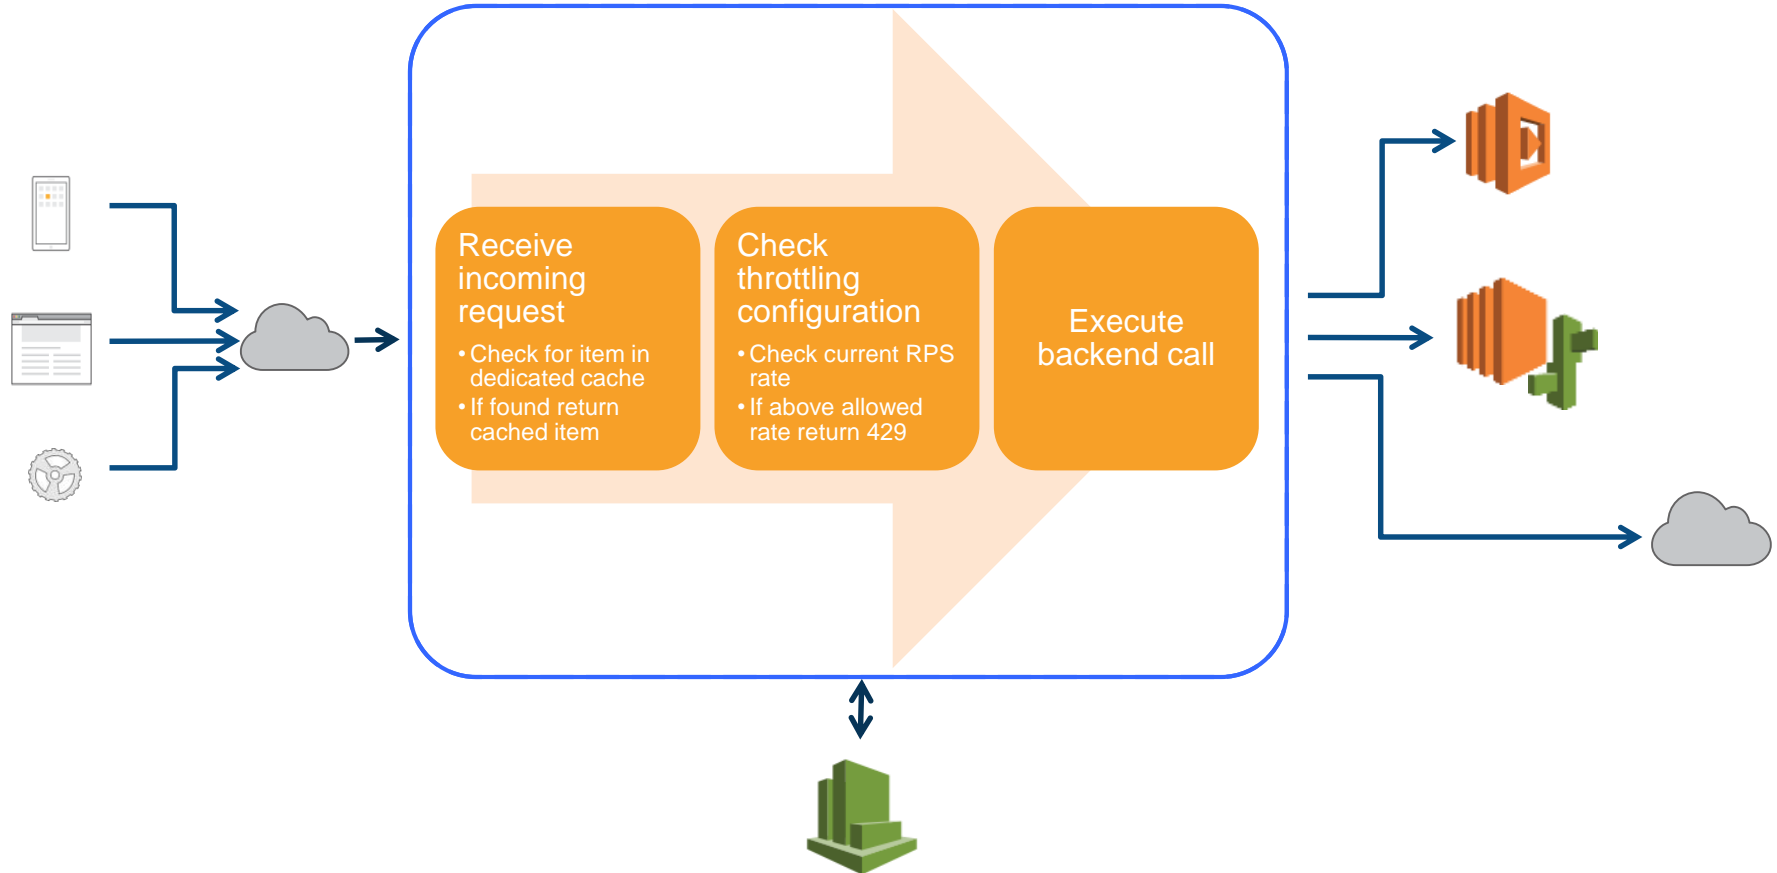 Receive
incoming
request
• Check for item in
dedicated cache
• If found return
cached item
Check
throttling
configuration
• Check current RPS
rate
• If above allowed
rate return 429
Execute
backend call